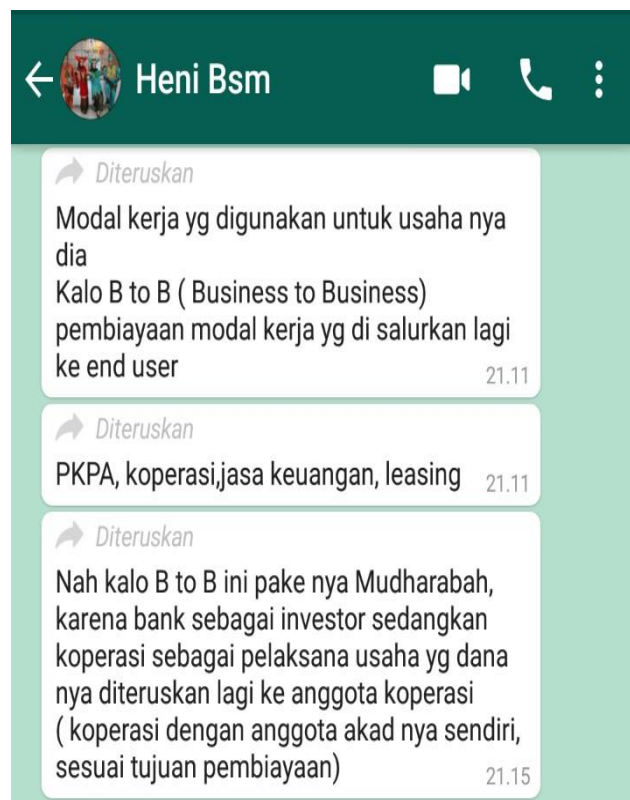 Heni Bsm
Diteruskan
Modal kerja yg digunakan untuk usaha nya
dia
Kalo B to B ( Business to Business)
pembiayaan modal kerja yg di salurkan lagi
ke end user
21.11
Diteruskan
PKPA, koperasi,jasa keuangan, leasing
21.11
Diteruskan
Nah kalo B to B ini pake nya Mudharabah,
karena bank sebagai investor sedangkan
koperasi sebagai pelaksana usaha yg dana
nya diteruskan lagi ke anggota koperasi
( koperasi dengan anggota akad nya sendiri,
sesuai tujuan pembiayaan)
21.15